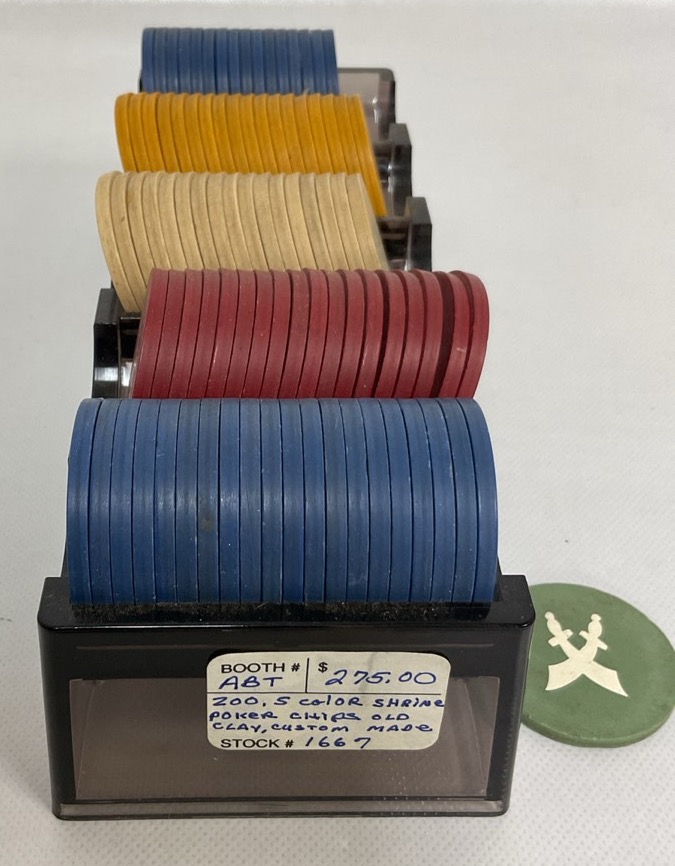 BOOTH # $
ABT 275.00
200, 5 COLOR SHRINE
POKER CHIPS OLD
CLAY, CUSTOM MADE
STOCK # 1667